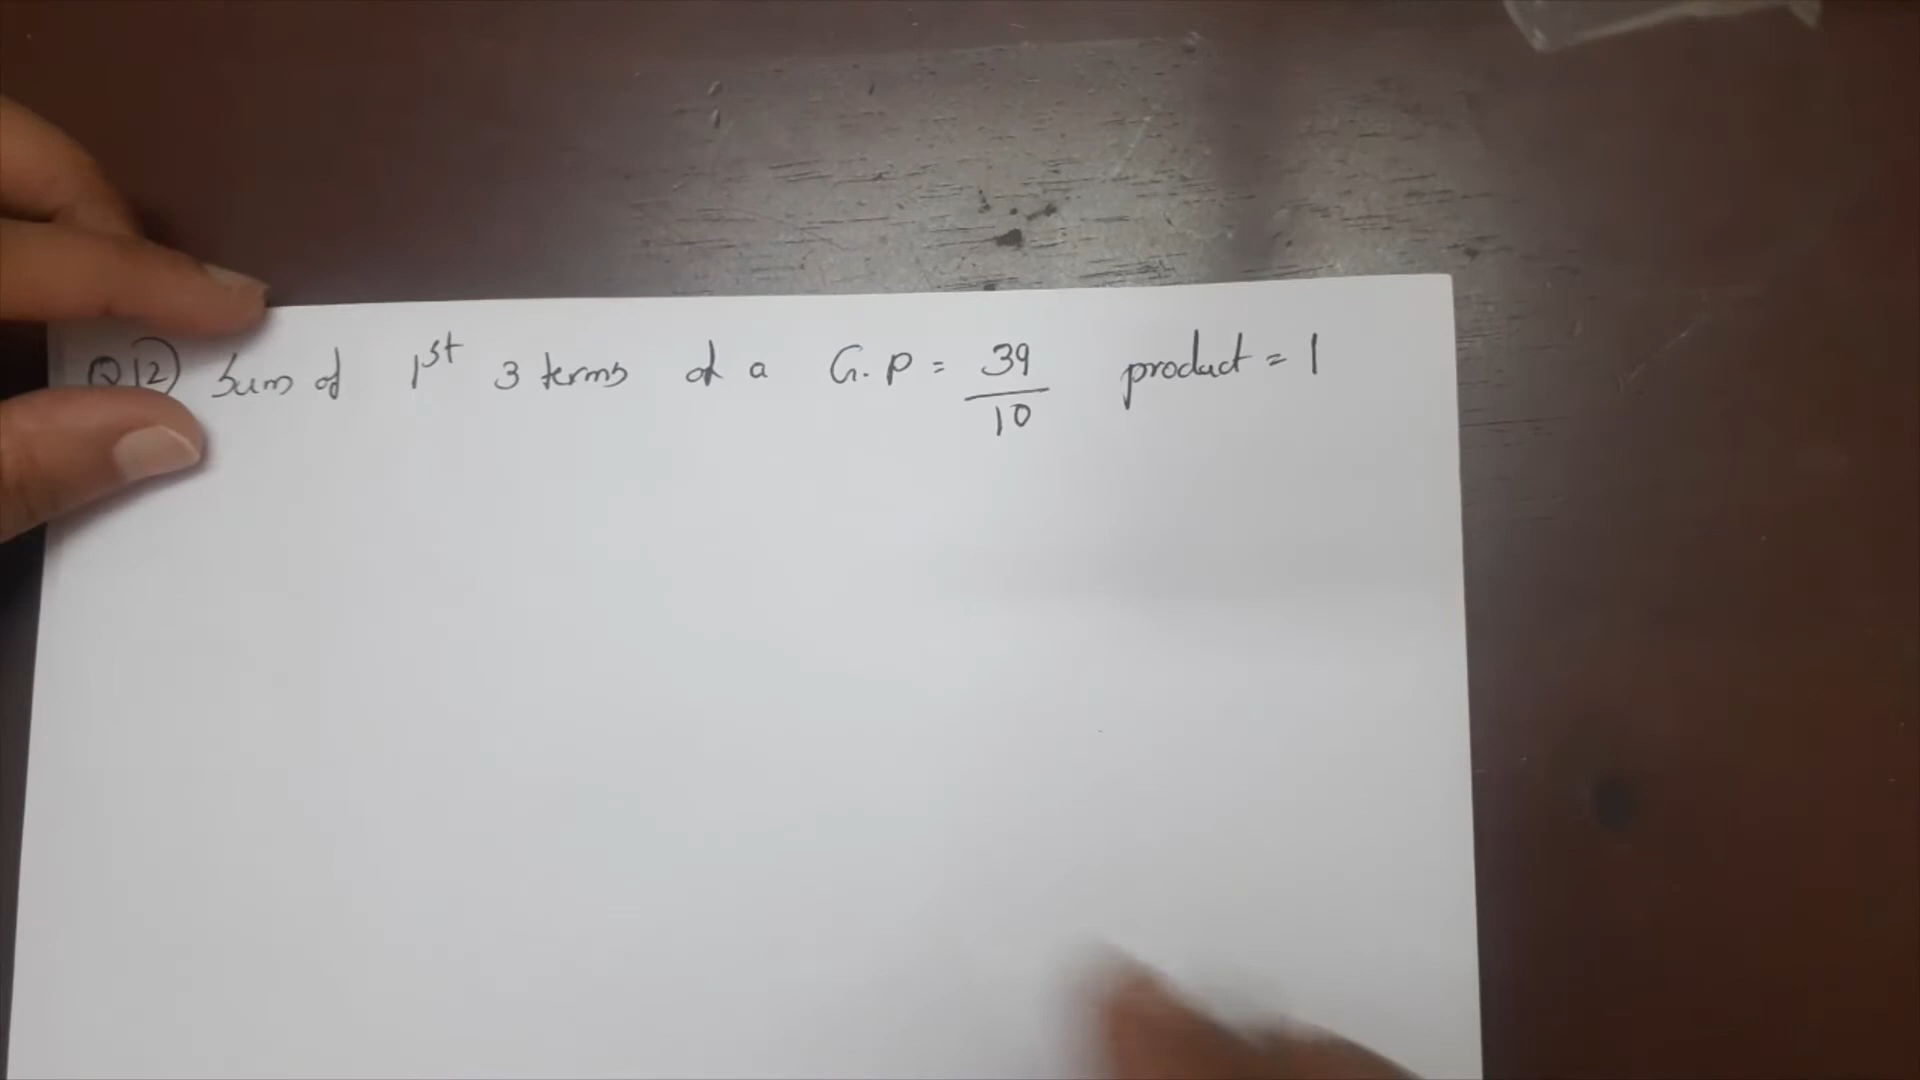 Q12) Sum of 1st 3 terms of a G.P = 39/10 product = 1